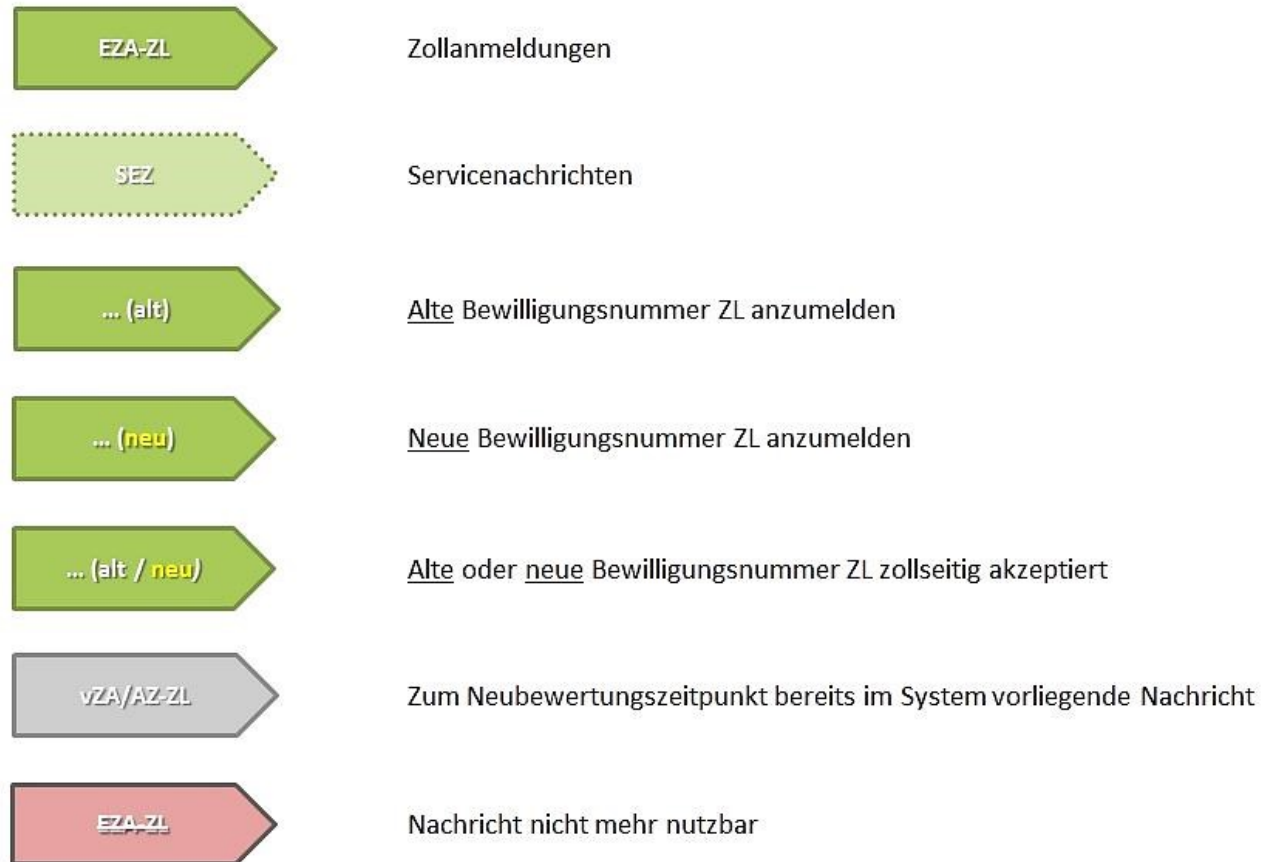 EZA-ZL Zollanmeldungen
SEZ Servicenachrichten
... (alt) Alte Bewilligungsnummer ZL anzumelden
... (neu) Neue Bewilligungsnummer ZL anzumelden
... (alt / neu) Alte oder neue Bewilligungsnummer ZL zollseitig akzeptiert
vZA/AZ-ZL Zum Neubewertungszeitpunkt bereits im System vorliegende Nachricht
EZA-ZL Nachricht nicht mehr nutzbar